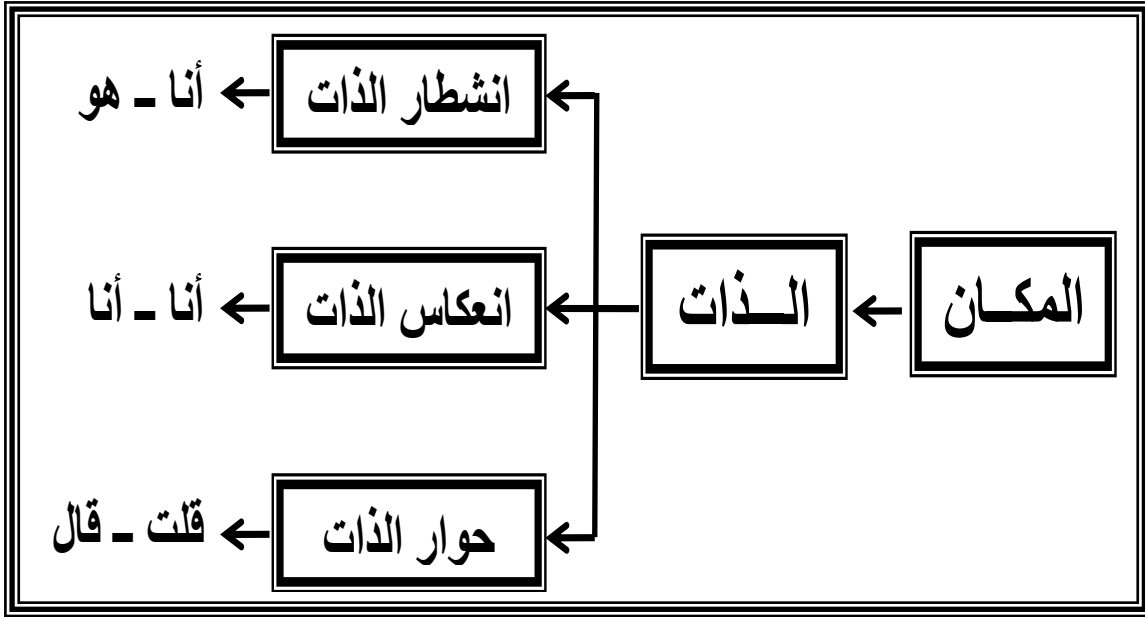 المكـان
الــذات
انشطار الذات
أنا ـ هو
انعكاس الذات
أنا ـ أنا
حوار الذات
قلت ـ قال